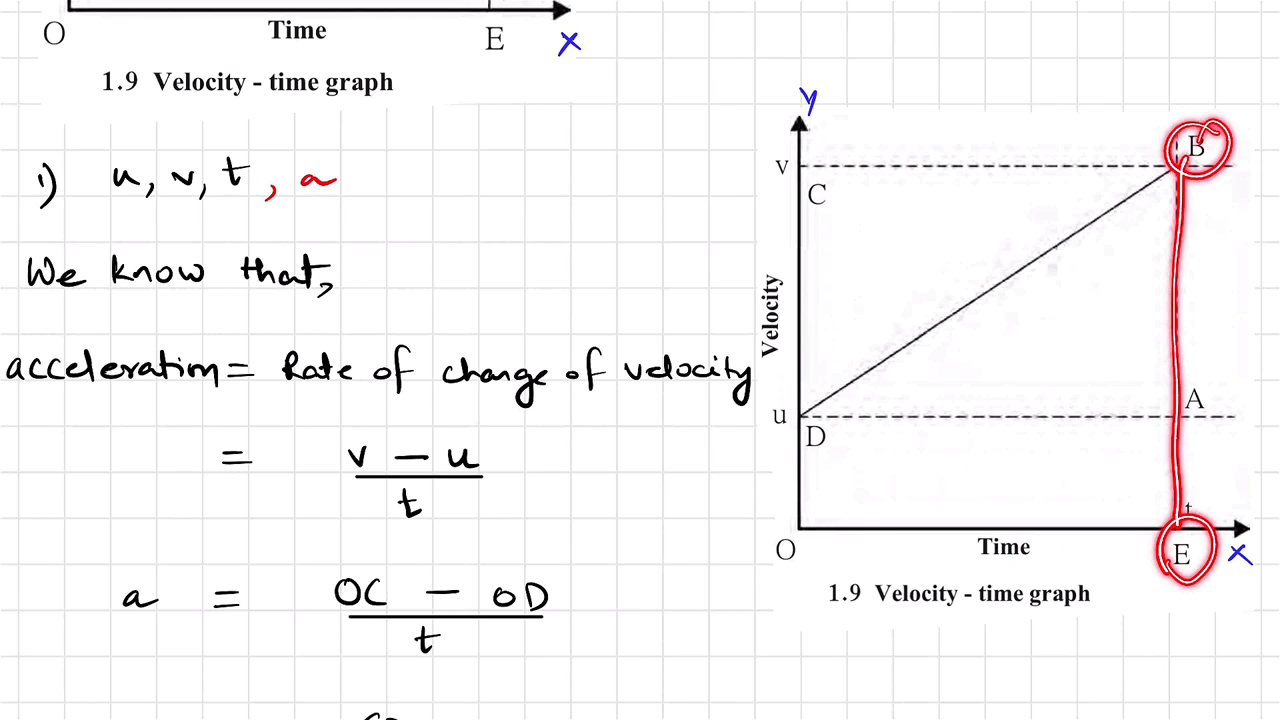 O Time E X
1.9 Velocity - time graph
1) u, v, t, a
We know that,
acceleration = Rate of change of velocity
= v - u
t
a = OC - OD
t
y
v
B
C
Velocity
u
D
A
t
O Time E X
1.9 Velocity - time graph